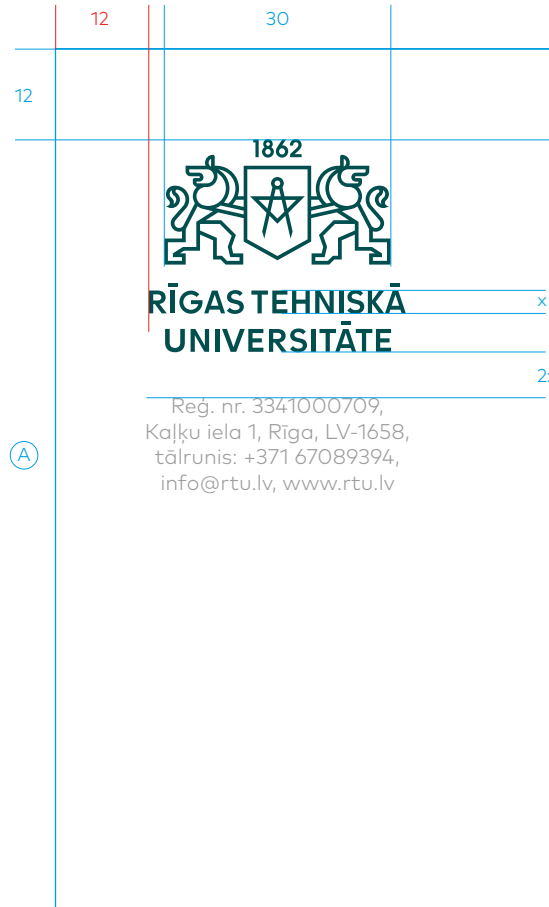 12 30
12
1862
RĪGAS TEHNISKĀ
x
UNIVERSITĀTE
Reģ. nr. 3341000709,
Kaļķu iela 1, Rīga, LV-1658,
A
tālrunis: +371 67089394,
info@rtu.lv, www.rtu.lv